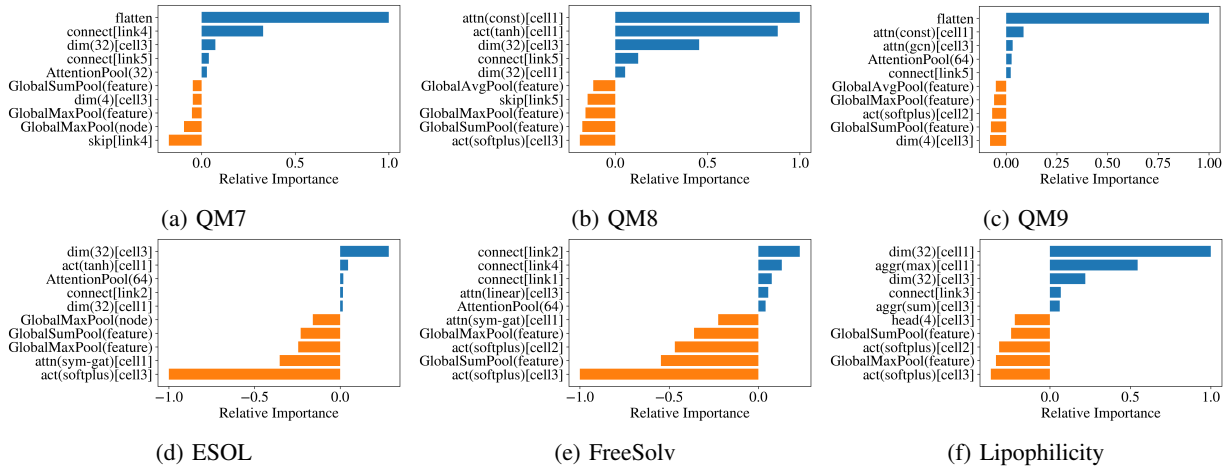 flatten
connect[link4]
dim(32)[cell3]
connect[link5]
AttentionPool(32)
GlobalSumPool(feature)
dim(4)[cell3]
GlobalMaxPool(feature)
GlobalMaxPool(node)
skip[link4]
0.0 0.5 1.0
Relative Importance
(a) QM7
attn(const)[cell1]
act(tanh)[cell1]
dim(32)[cell3]
connect[link5]
dim(32)[cell1]
GlobalAvgPool(feature)
skip[link5]
GlobalMaxPool(feature)
GlobalSumPool(feature)
act(softplus)[cell3]
0.0 0.5 1.0
Relative Importance
(b) QM8
flatten
attn(const)[cell1]
attn(gcn)[cell3]
AttentionPool(64)
connect[link5]
GlobalAvgPool(feature)
GlobalMaxPool(feature)
act(softplus)[cell2]
GlobalSumPool(feature)
dim(4)[cell3]
0.00 0.25 0.50 0.75 1.00
Relative Importance
(c) QM9
dim(32)[cell3]
act(tanh)[cell1]
AttentionPool(64)
connect[link2]
dim(32)[cell1]
GlobalMaxPool(node)
GlobalSumPool(feature)
GlobalMaxPool(feature)
attn(sym-gat)[cell1]
act(softplus)[cell3]
−1.0 −0.5 0.0
Relative Importance
(d) ESOL
connect[link2]
connect[link4]
connect[link1]
attn(linear)[cell3]
AttentionPool(64)
attn(sym-gat)[cell1]
GlobalMaxPool(feature)
act(softplus)[cell2]
GlobalSumPool(feature)
act(softplus)[cell3]
−1.0 −0.5 0.0
Relative Importance
(e) FreeSolv
dim(32)[cell1]
aggr(max)[cell1]
dim(32)[cell3]
connect[link3]
aggr(sum)[cell3]
head(4)[cell3]
GlobalSumPool(feature)
act(softplus)[cell2]
GlobalMaxPool(feature)
act(softplus)[cell3]
0.0 0.5 1.0
Relative Importance
(f) Lipophilicity